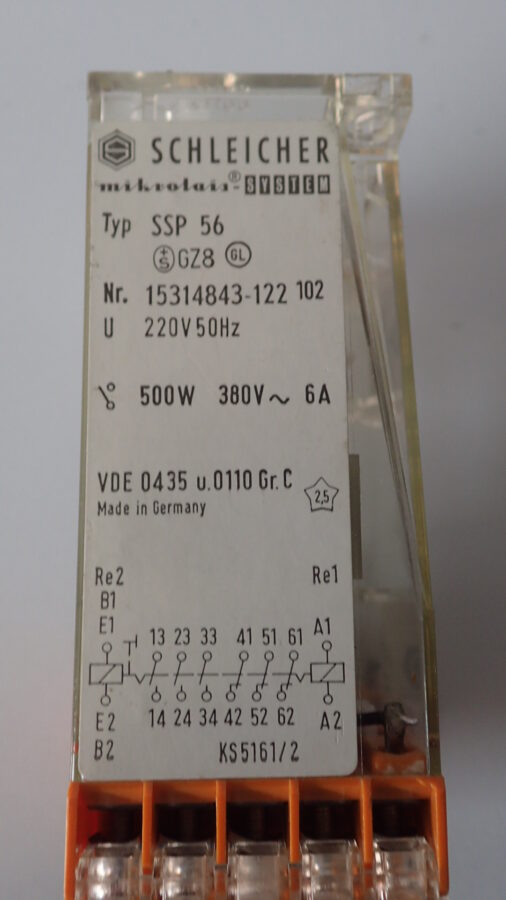 SCHLEICHER
mikrolais®-SYSTEM
Typ SSP 56
GZ8 GL
Nr. 15314843-122 102
U 220V 50Hz
500W 380V~ 6A
VDE 0435 u.0110 Gr.C
2,5
Made in Germany
Re2 Re1
B1
E1 13 23 33 41 51 61 A1
E2 14 24 34 42 52 62 A2
B2 KS5161/2